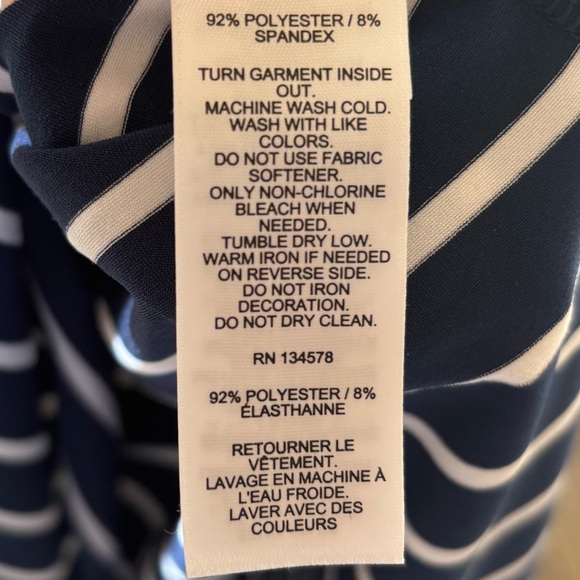 92% POLYESTER / 8%
SPANDEX
TURN GARMENT INSIDE
OUT.
MACHINE WASH COLD.
WASH WITH LIKE
COLORS.
DO NOT USE FABRIC
SOFTENER.
ONLY NON-CHLORINE
BLEACH WHEN
NEEDED.
TUMBLE DRY LOW.
WARM IRON IF NEEDED
ON REVERSE SIDE.
DO NOT IRON
DECORATION.
DO NOT DRY CLEAN.
RN 134578
92% POLYESTER / 8%
ÉLASTHANNE
RETOURNER LE
VÊTEMENT.
LAVAGE EN MACHINE À
L'EAU FROIDE.
LAVER AVEC DES
COULEURS